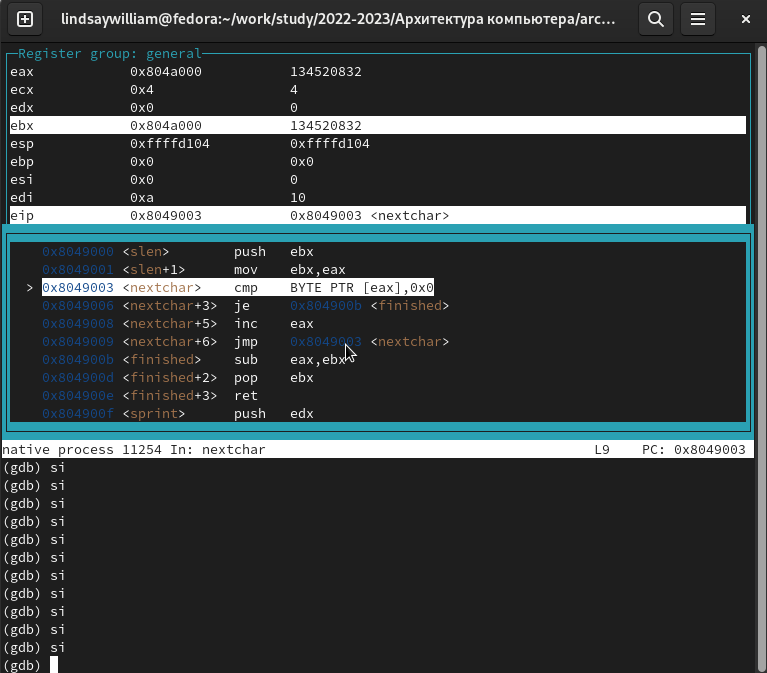 lindsaywilliam@fedora:~/work/study/2022-2023/Архитектура компьютера/arc...
Register group: general
eax 0x804a000 134520832
ecx 0x4 4
edx 0x0 0
ebx 0x804a000 134520832
esp 0xffffd104 0xffffd104
ebp 0x0 0x0
esi 0x0 0
edi 0xa 10
eip 0x8049003 0x8049003 <nextchar>
0x8049000 <slen> push ebx
0x8049001 <slen+1> mov ebx,eax
> 0x8049003 <nextchar> cmp BYTE PTR [eax],0x0
0x8049006 <nextchar+3> je 0x804900b <finished>
0x8049008 <nextchar+5> inc eax
0x8049009 <nextchar+6> jmp 0x8049003 <nextchar>
0x804900b <finished> sub eax,ebx
0x804900d <finished+2> pop ebx
0x804900e <finished+3> ret
0x804900f <sprint> push edx
native process 11254 In: nextchar L9 PC: 0x8049003
(gdb) si
(gdb) si
(gdb) si
(gdb) si
(gdb) si
(gdb) si
(gdb) si
(gdb) si
(gdb) si
(gdb) si
(gdb) si
(gdb)